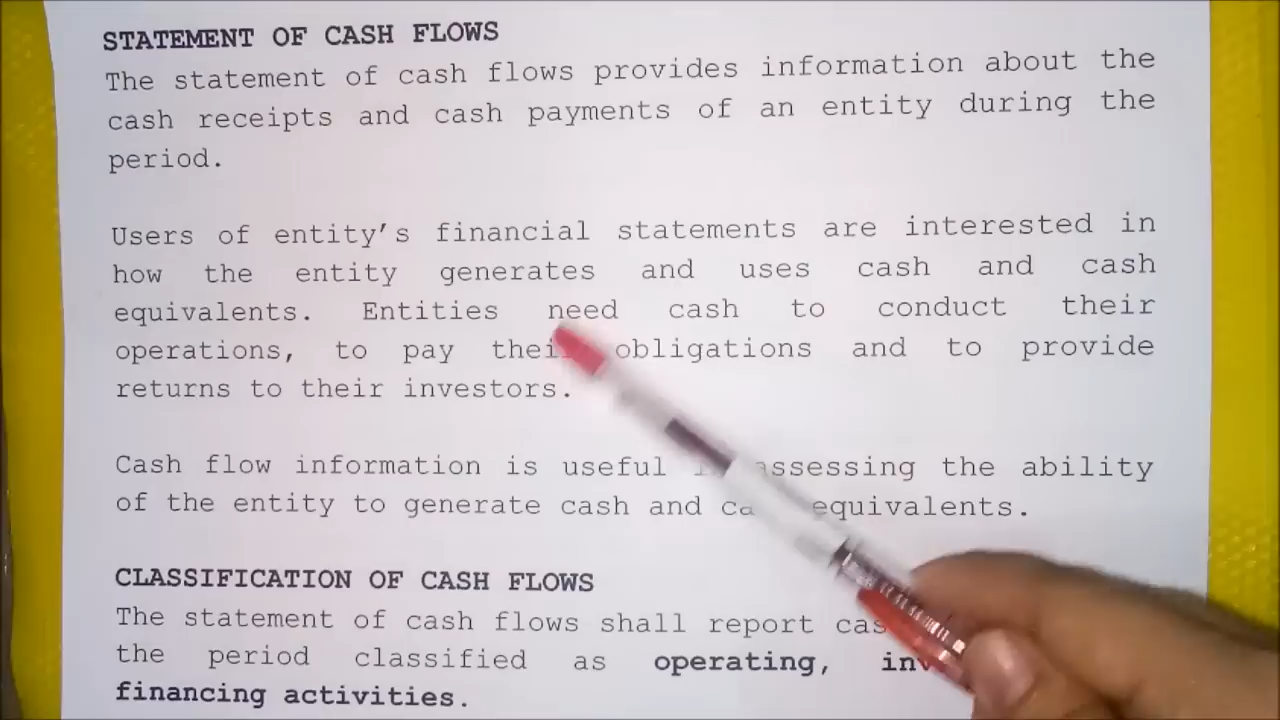 STATEMENT OF CASH FLOWS
The statement of cash flows provides information about the
cash receipts and cash payments of an entity during the
period.
Users of entity's financial statements are interested in
how the entity generates and uses cash and cash
equivalents. Entities need cash to conduct their
operations, to pay their obligations and to provide
returns to their investors.
Cash flow information is useful assessing the ability
of the entity to generate cash and equivalents.
CLASSIFICATION OF CASH FLOWS
The statement of cash flows shall report
the period classified as operating,
financing activities.